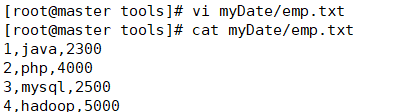 [root@master tools]# vi myDate/emp.txt
[root@master tools]# cat myDate/emp.txt
1,java,2300
2,php,4000
3,mysql,2500
4,hadoop,5000